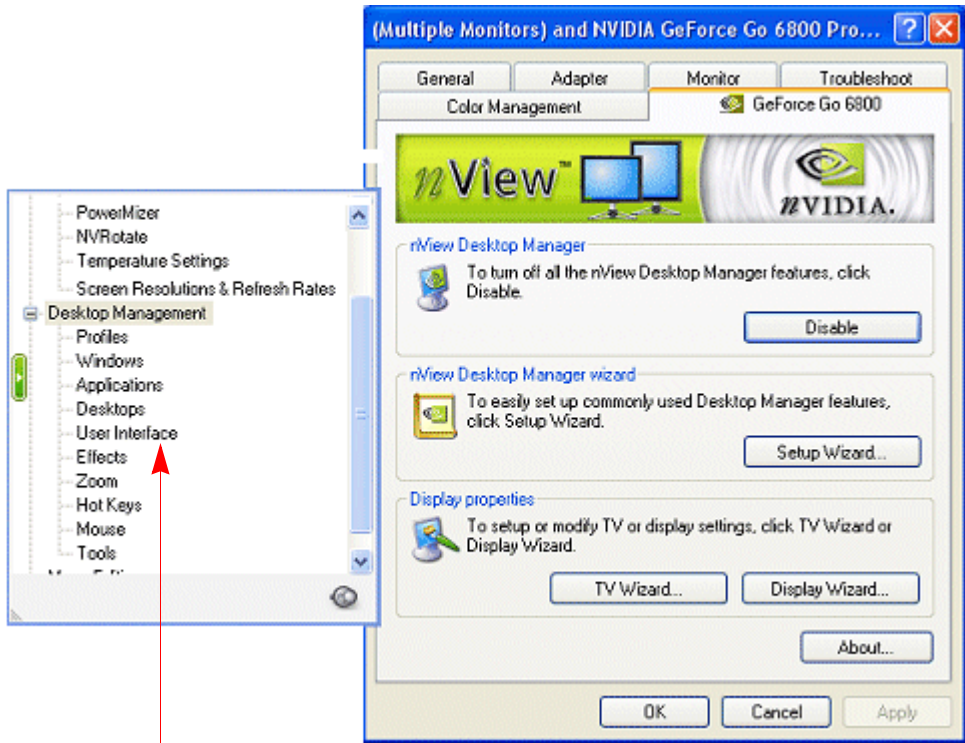 (Multiple Monitors) and NVIDIA GeForce Go 6800 Pro...
General
Adapter
Monitor
Troubleshoot
Color Management
GeForce Go 6800
nView™
nVIDIA.
PowerMizer
NVRotate
Temperature Settings
Screen Resolutions & Refresh Rates
Desktop Management
Profiles
Windows
Applications
Desktops
User Interface
Effects
Zoom
Hot Keys
Mouse
Tools
nView Desktop Manager
To turn off all the nView Desktop Manager features, click
Disable.
Disable
nView Desktop Manager wizard
To easily set up commonly used Desktop Manager features,
click Setup Wizard.
Setup Wizard...
Display properties
To setup or modify TV or display settings, click TV Wizard or
Display Wizard.
TV Wizard...
Display Wizard...
About...
OK
Cancel
Apply